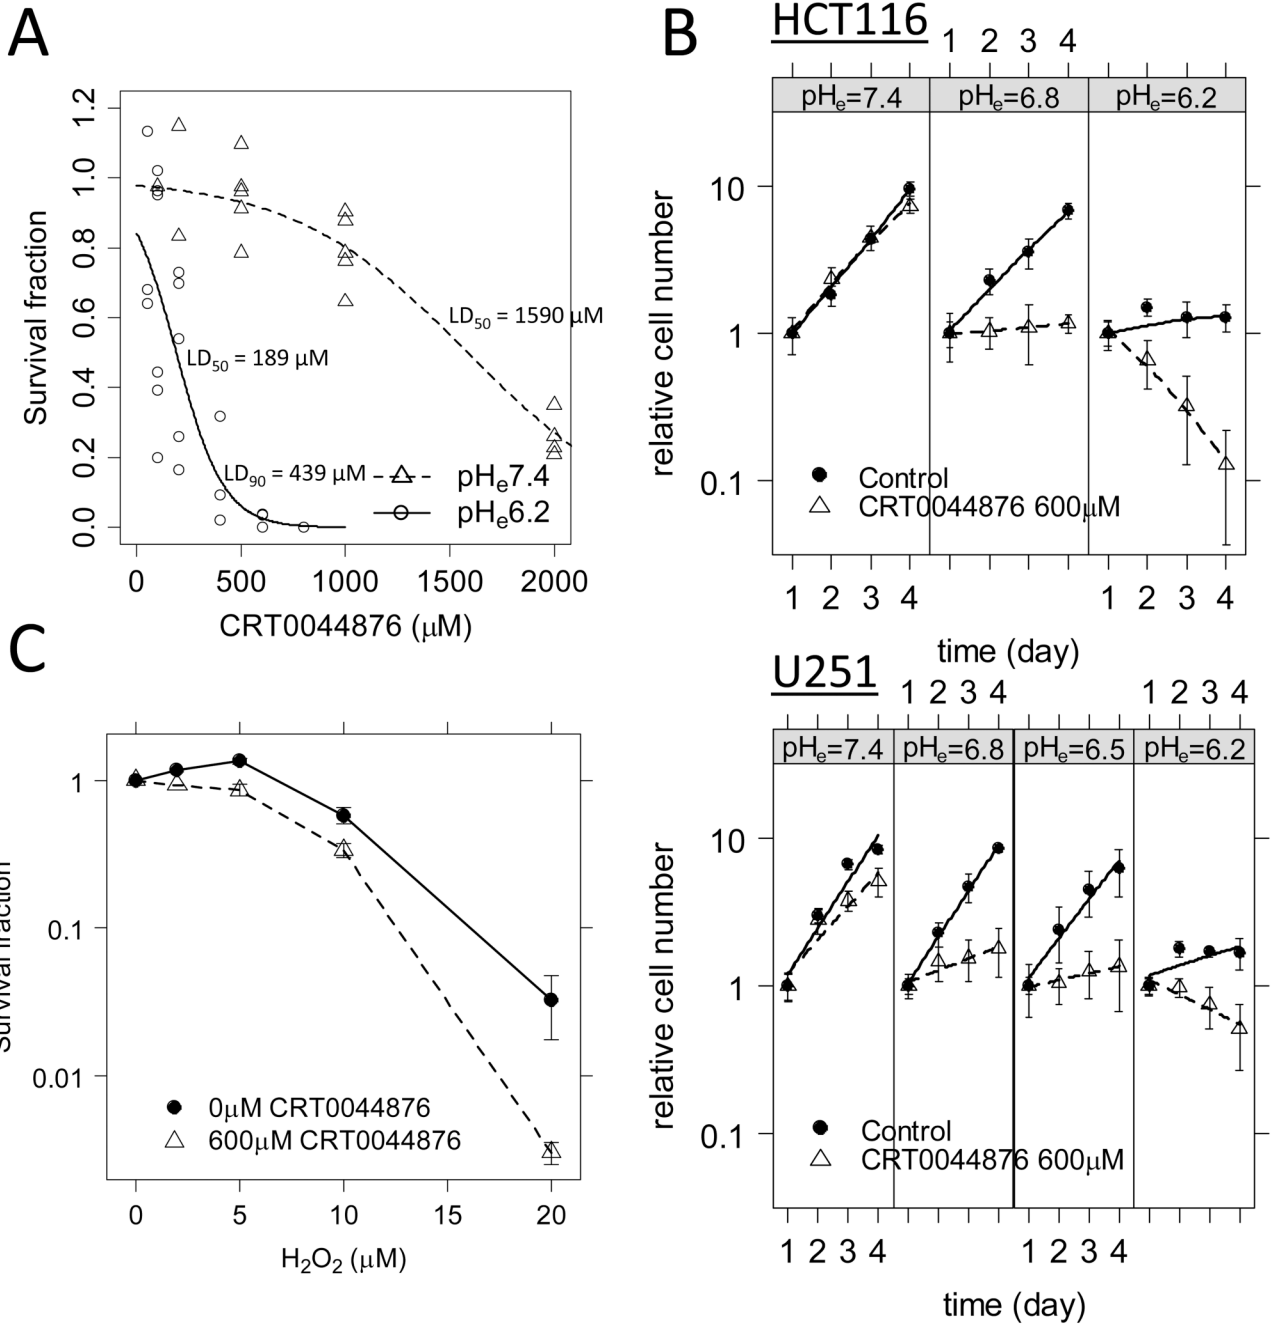 A
1.2
1.0
0.8
0.6
0.4
0.2
0.0
Survival fraction
LD50 = 1590 µM
LD50 = 189 µM
LD90 = 439 µM
pHe7.4
pHe6.2
0 500 1000 1500 2000
CRT0044876 (µM)
B
HCT116
1 2 3 4
pHe=7.4 pHe=6.8 pHe=6.2
10
1
0.1
relative cell number
Control
CRT0044876 600µM
1 2 3 4 1 2 3 4
time (day)
U251
1 2 3 4 1 2 3 4
pHe=7.4 pHe=6.8 pHe=6.5 pHe=6.2
10
1
0.1
relative cell number
Control
CRT0044876 600µM
1 2 3 4 1 2 3 4
time (day)
C
1
0.1
0.01
Survival fraction
0µM CRT0044876
600µM CRT0044876
0 5 10 15 20
H2O2 (µM)